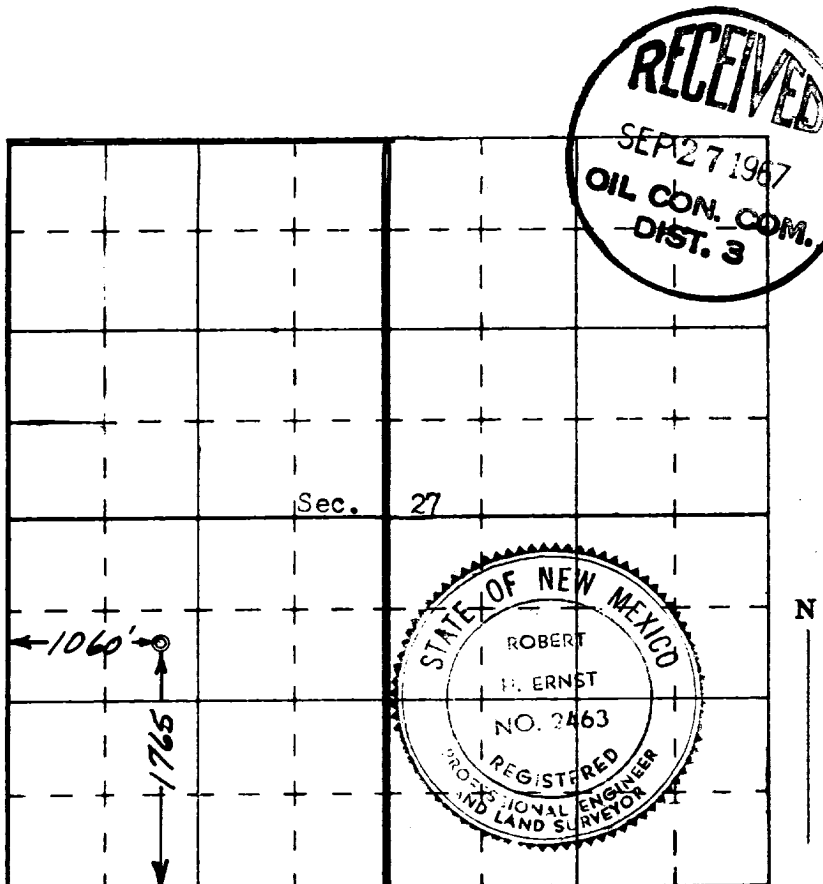 RECEIVED
SEP 27 1967
OIL CON. COM.
DIST. 3
Sec. 27
STATE OF NEW MEXICO
ROBERT
H. ERNST
NO. 2463
REGISTERED
PROFESSIONAL ENGINEER
AND LAND SURVEYOR
N
1060'
1765